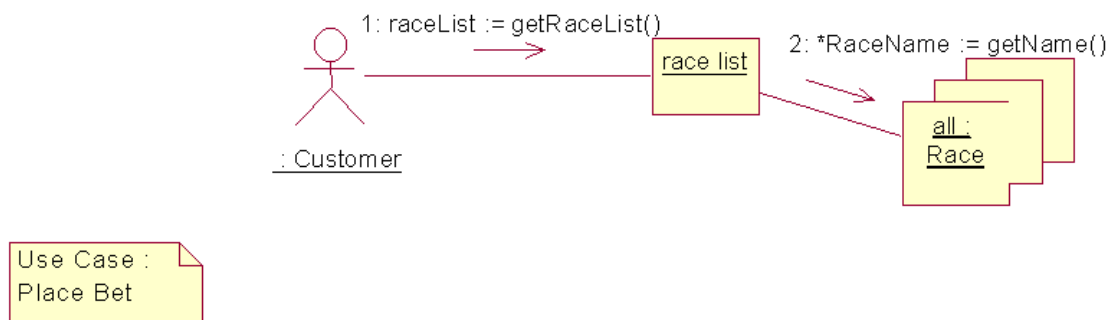 1: raceList := getRaceList()
2: *RaceName := getName()
race list
all :
Race
: Customer
Use Case :
Place Bet